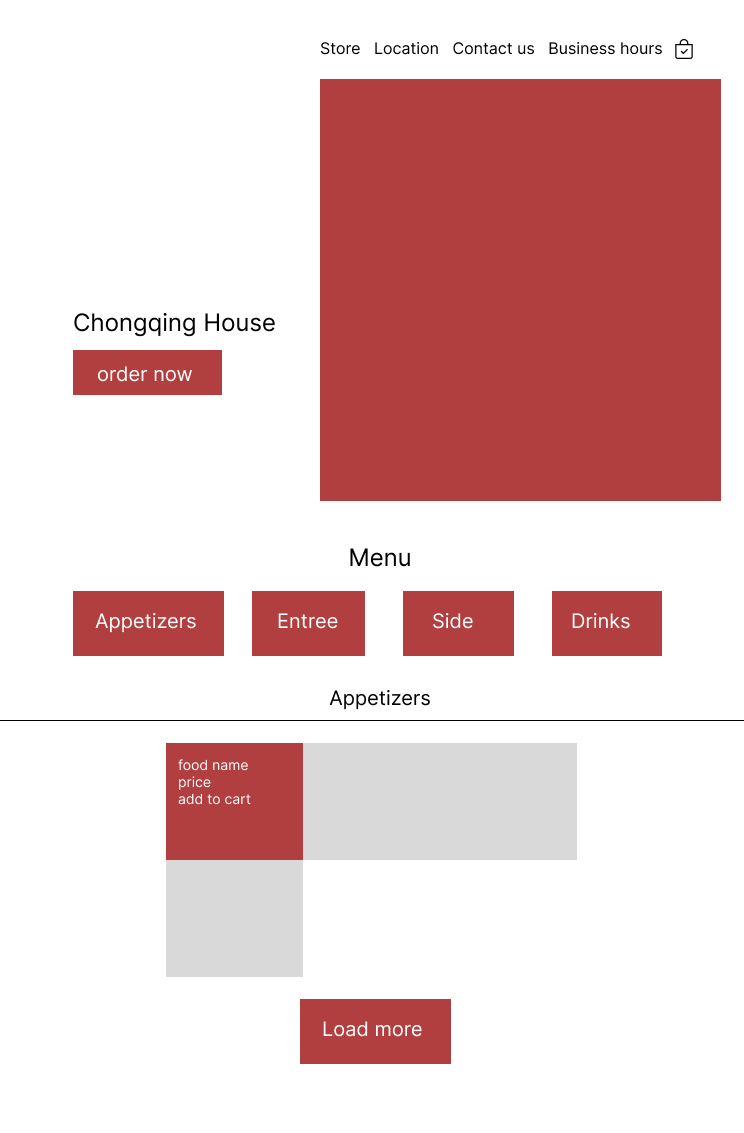 Store Location Contact us Business hours
Chongqing House
order now
Menu
Appetizers Entree Side Drinks
Appetizers
food name
price
add to cart
Load more